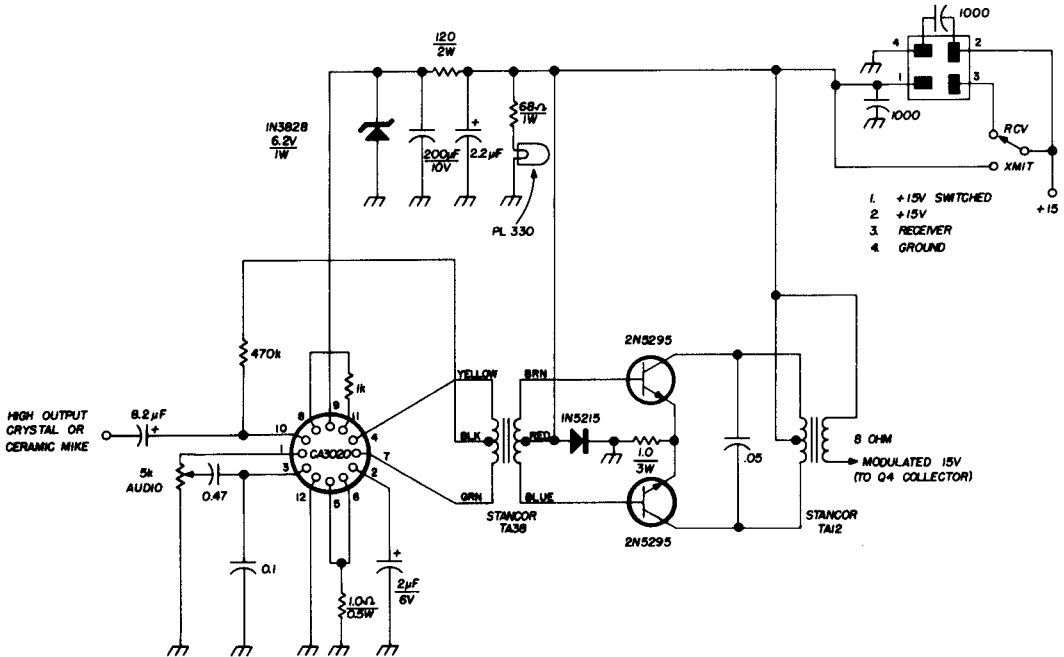 1000
4
2
1
3
1000
RCV
XMIT
+15
1. +15V SWITCHED
2 +15V
3. RECEIVER
4. GROUND
120
2W
1N3828
6.2V
1W
200µF
10V
+
2.2µF
68Ω
1W
PL 330
470k
1k
8
9
11
10
4
1
CA3020
7
3
2
12
5
6
HIGH OUTPUT
CRYSTAL OR
CERAMIC MIKE
8.2µF
+
5k
AUDIO
0.47
0.1
1.0Ω
0.5W
+
2µF
6V
YELLOW
BLK
GRN
BRN
RED
BLUE
STANCOR
TA38
1N5215
1.0
3W
2N5295
2N5295
.05
8 OHM
MODULATED 15V
(TO Q4 COLLECTOR)
STANCOR
TA12